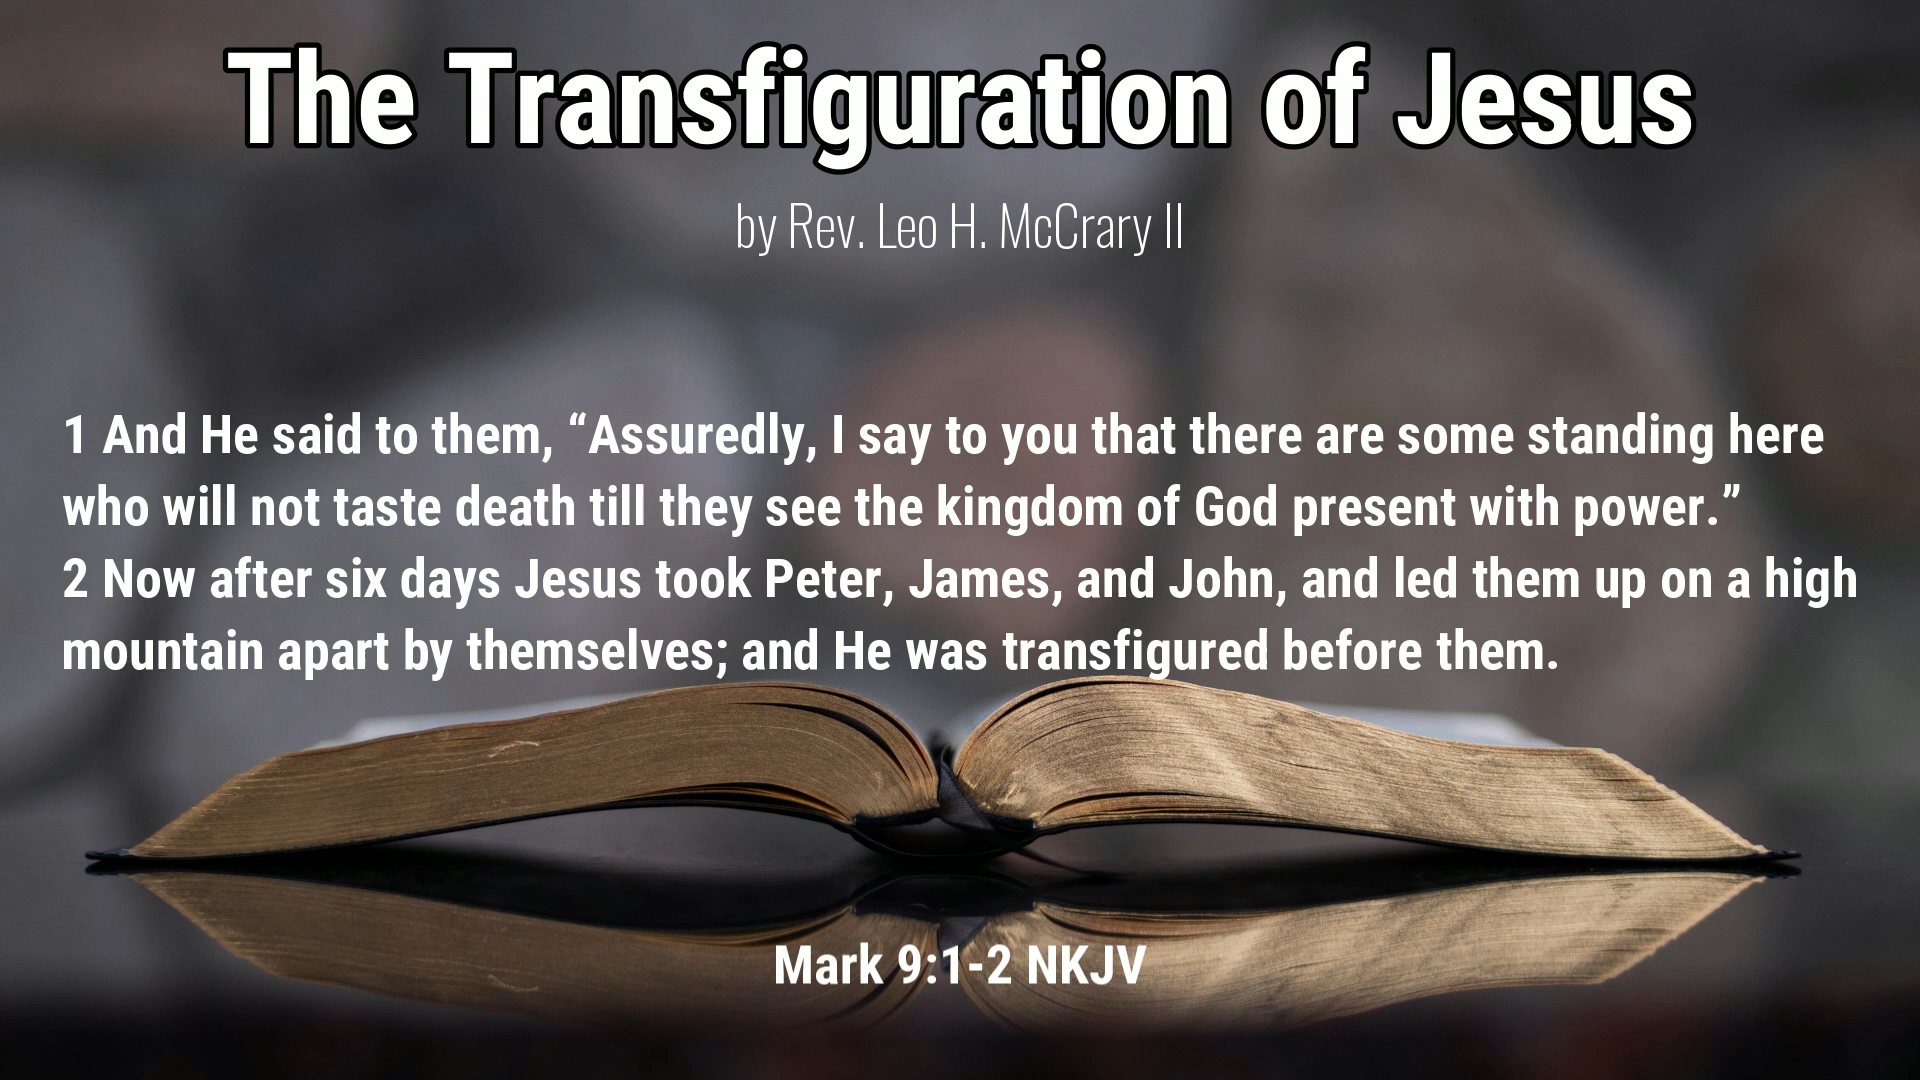 The Transfiguration of Jesus
by Rev. Leo H. McCrary II
1 And He said to them, “Assuredly, I say to you that there are some standing here
who will not taste death till they see the kingdom of God present with power.”
2 Now after six days Jesus took Peter, James, and John, and led them up on a high
mountain apart by themselves; and He was transfigured before them.
Mark 9:1-2 NKJV